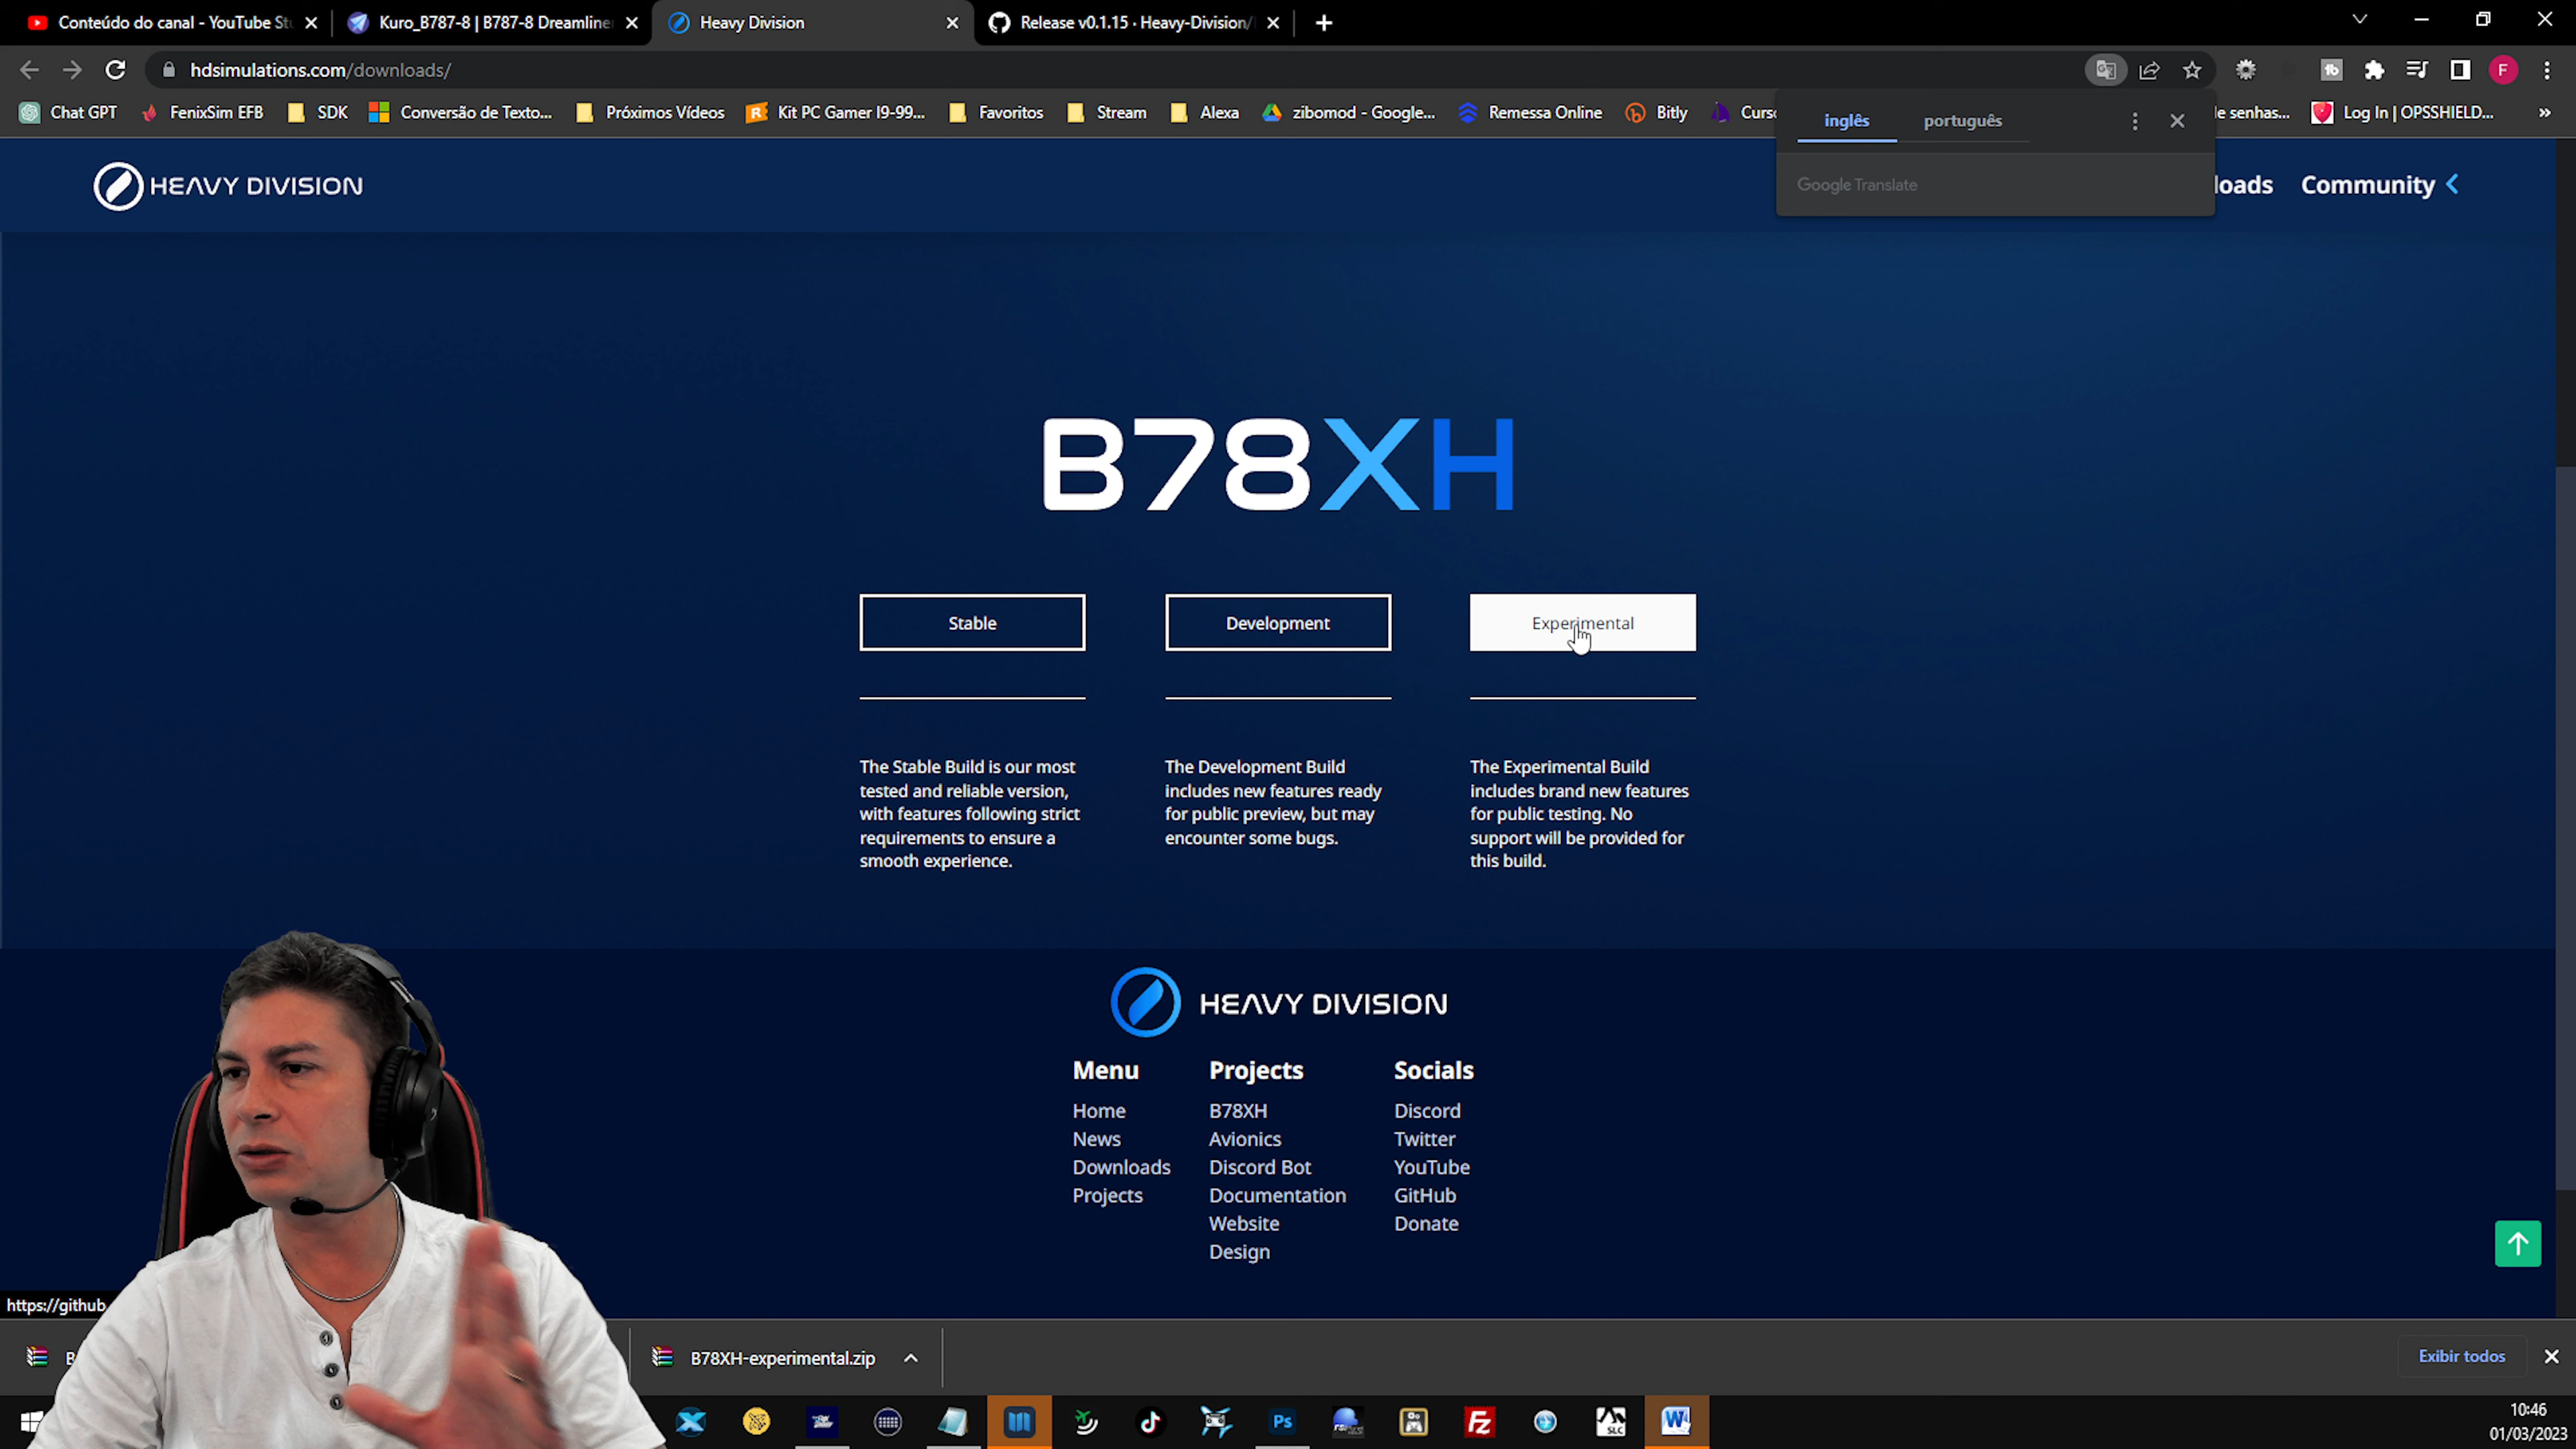 Conteúdo do canal - YouTube St
Kuro_B787-8 | B787-8 Dreamline
Heavy Division
Release v0.1.15 · Heavy-Division/
hdsimulations.com/downloads/
Chat GPT
FenixSim EFB
SDK
Conversão de Texto...
Próximos Vídeos
Kit PC Gamer I9-99...
Favoritos
Stream
Alexa
zibomod - Google...
Remessa Online
Bitly
Curso
le senhas...
Log In | OPSSHIELD...
»
inglês
português
Google Translate
HEAVY DIVISION
loads
Community
B78XH
Stable
Development
Experimental
The Stable Build is our most
tested and reliable version,
with features following strict
requirements to ensure a
smooth experience.
The Development Build
includes new features ready
for public preview, but may
encounter some bugs.
The Experimental Build
includes brand new features
for public testing. No
support will be provided for
this build.
HEAVY DIVISION
Menu
Home
News
Downloads
Projects
Projects
B78XH
Avionics
Discord Bot
Documentation
Website
Design
Socials
Discord
Twitter
YouTube
GitHub
Donate
https://github
B78XH-experimental.zip
Exibir todos
Ps
Fz
SLC
W
10:46
01/03/2023